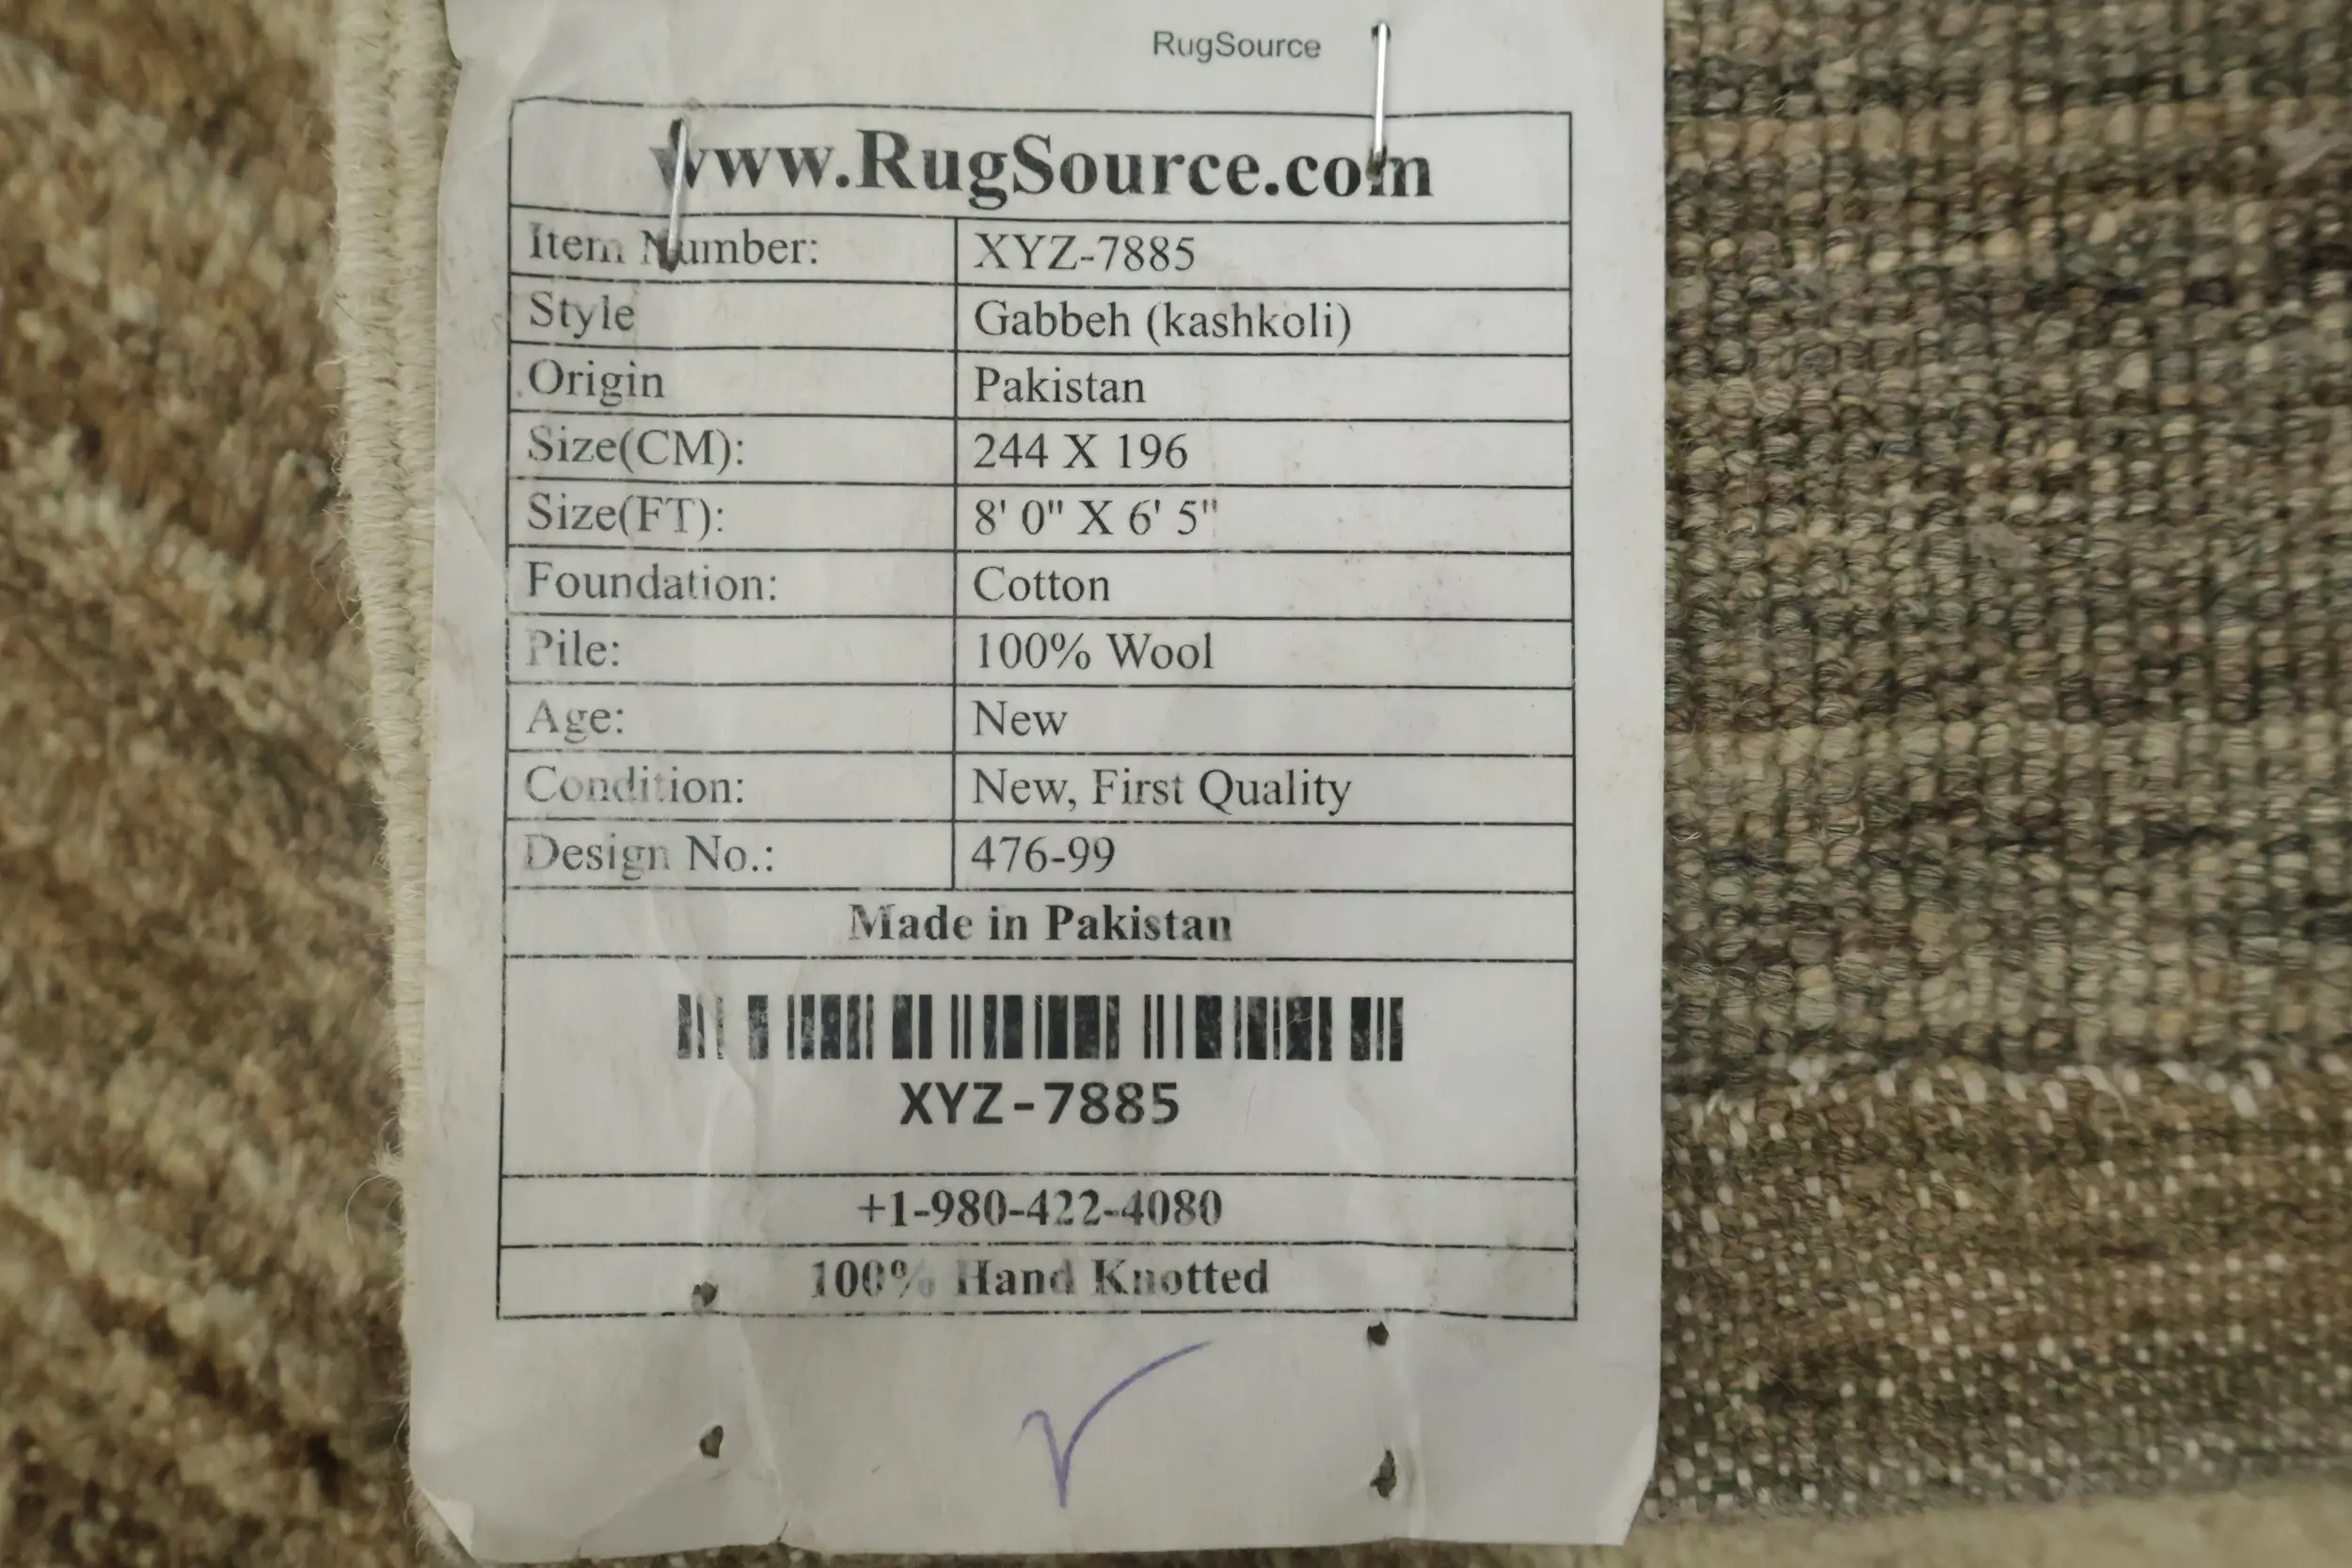 RugSource
www.RugSource.com
Item Number: XYZ-7885
Style Gabbeh (kashkoli)
Origin Pakistan
Size(CM): 244 X 196
Size(FT): 8' 0" X 6' 5"
Foundation: Cotton
Pile: 100% Wool
Age: New
Condition: New, First Quality
Design No.: 476-99
Made in Pakistan
XYZ-7885
+1-980-422-4080
100% Hand Knotted